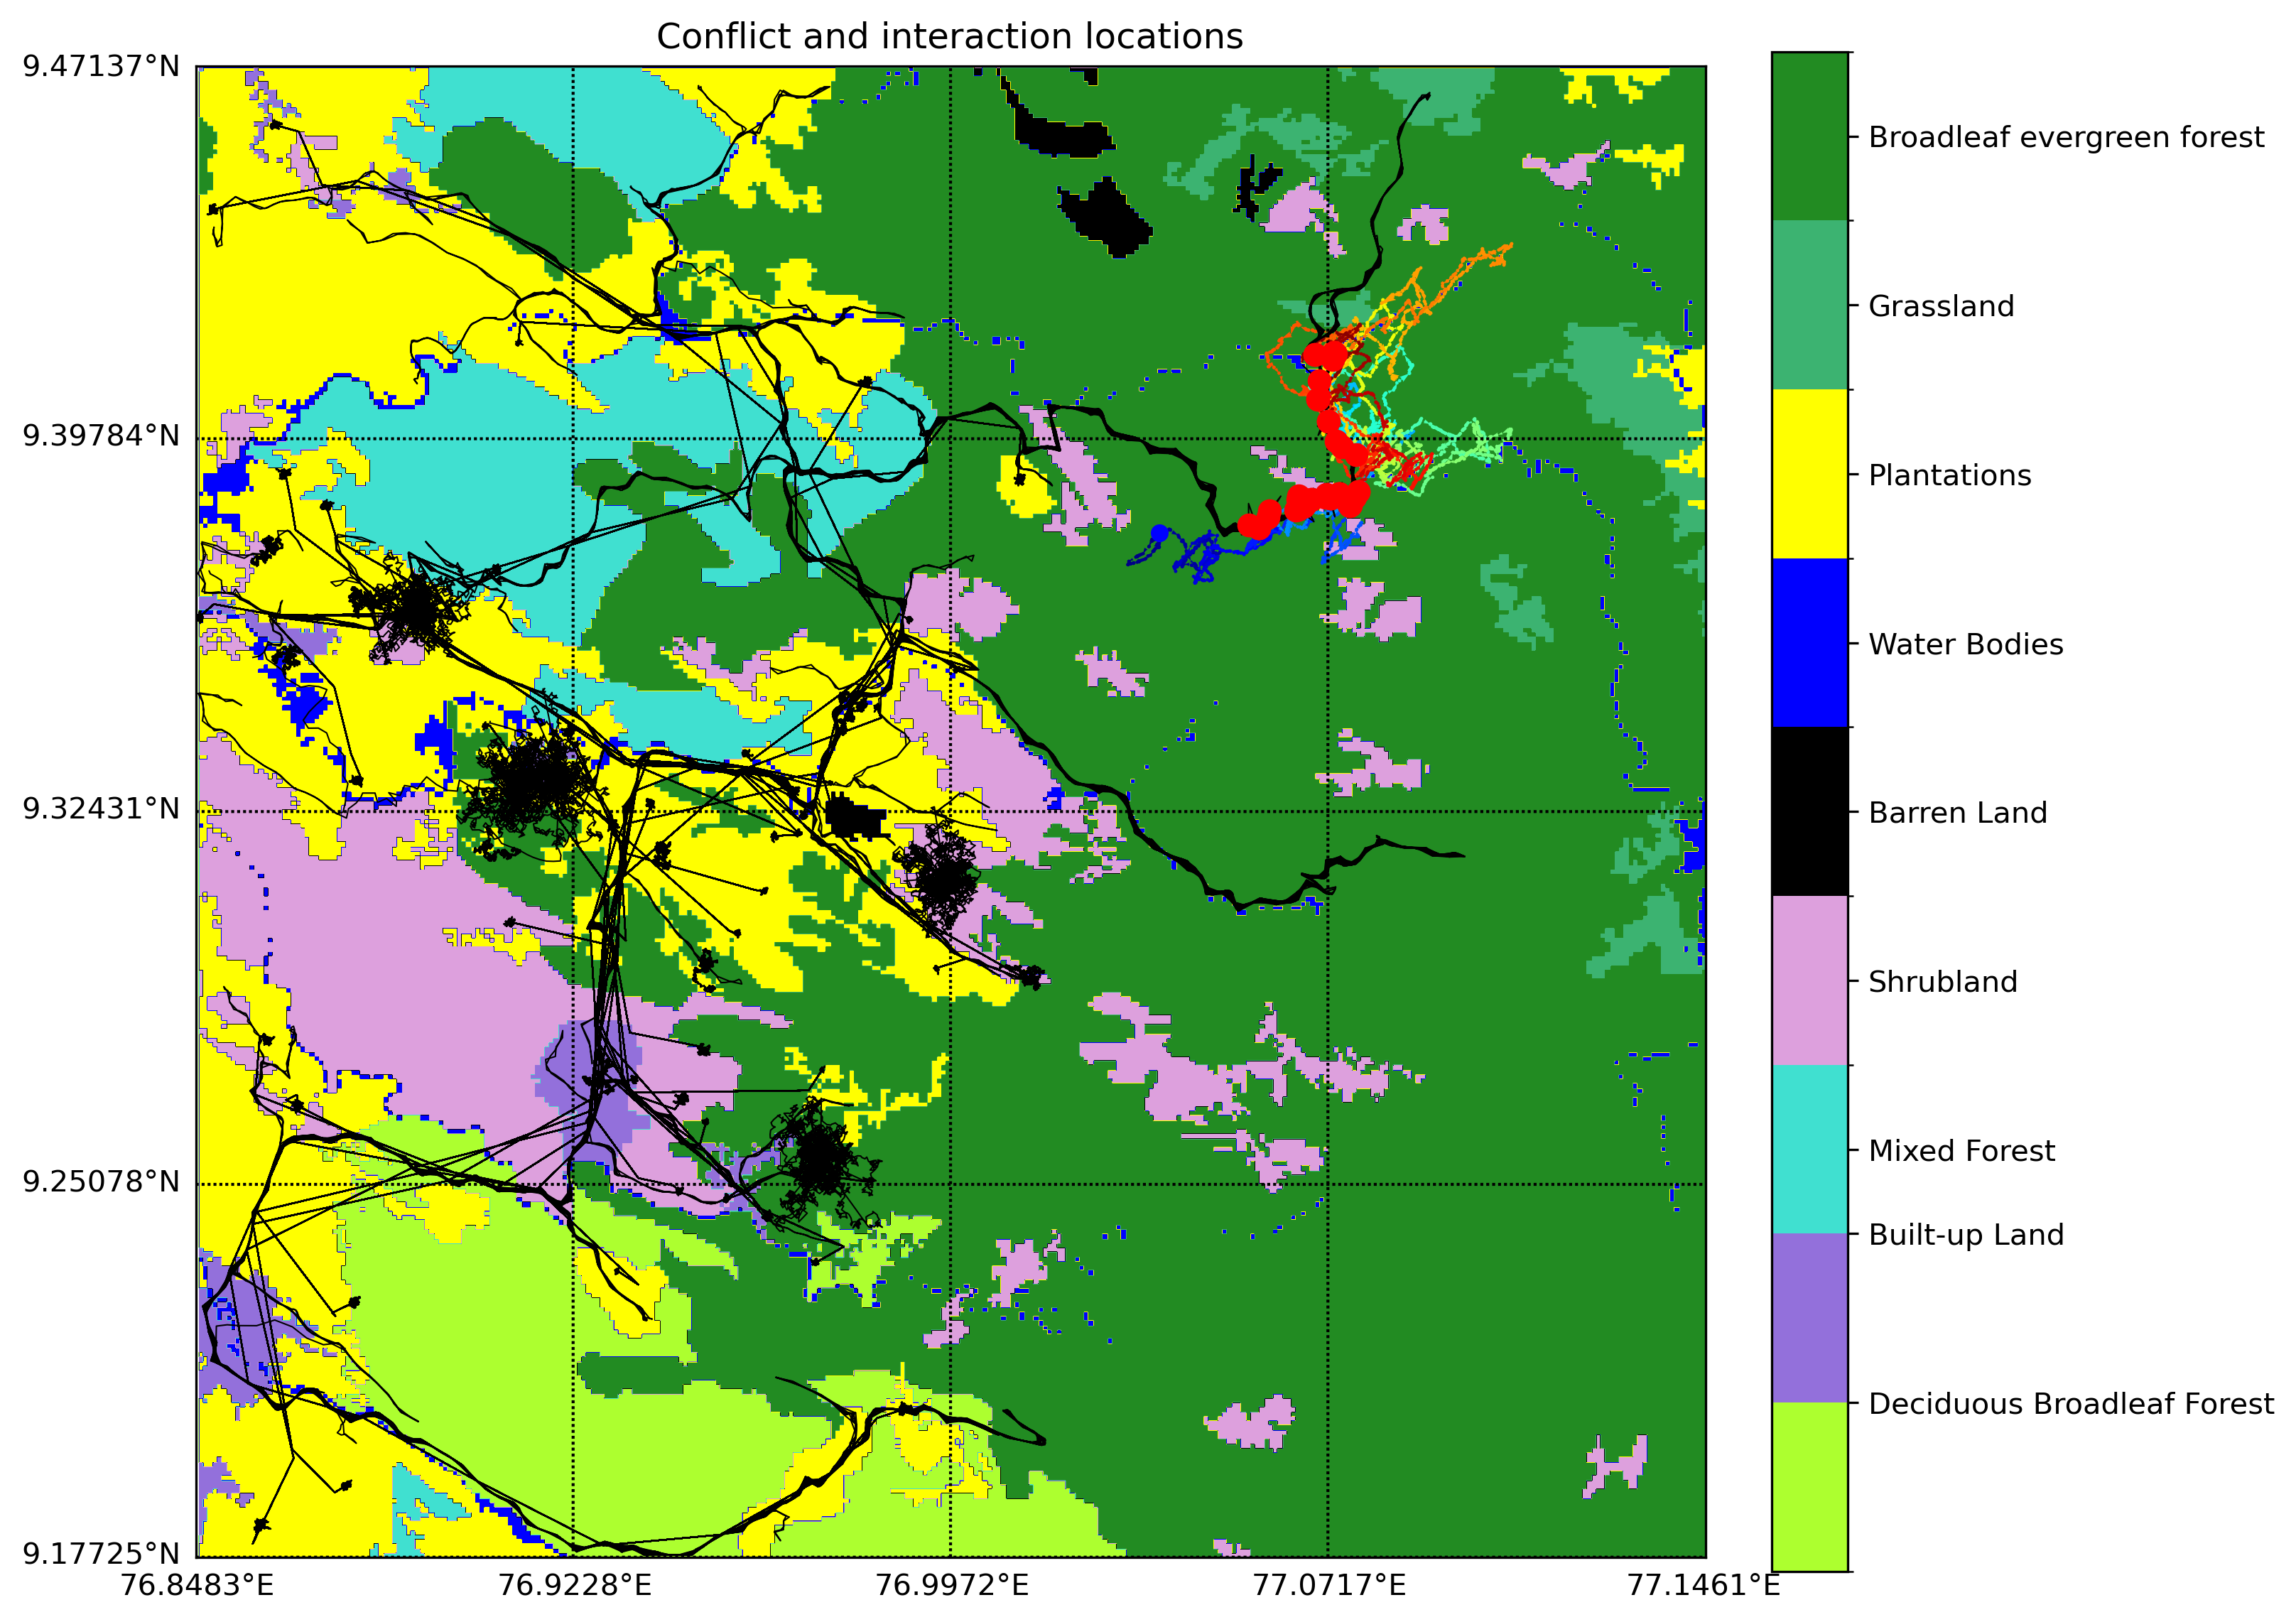 Conflict and interaction locations
9.47137°N
9.39784°N
9.32431°N
9.25078°N
9.17725°N
76.8483°E
76.9228°E
76.9972°E
77.0717°E
77.1461°E
Broadleaf evergreen forest
Grassland
Plantations
Water Bodies
Barren Land
Shrubland
Mixed Forest
Built-up Land
Deciduous Broadleaf Forest